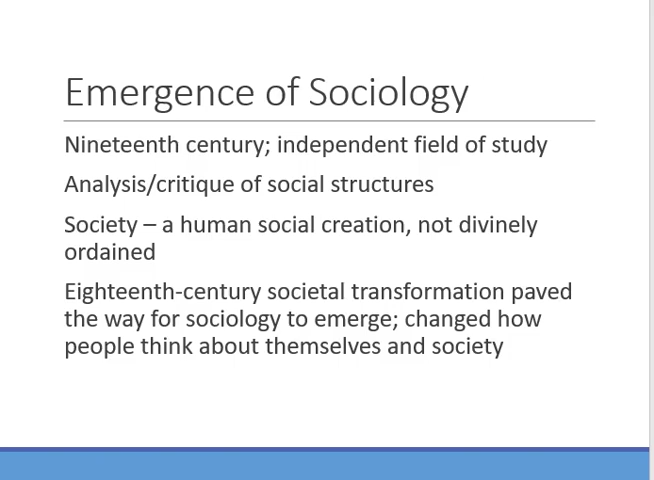 Emergence of Sociology
Nineteenth century; independent field of study
Analysis/critique of social structures
Society – a human social creation, not divinely
ordained
Eighteenth-century societal transformation paved
the way for sociology to emerge; changed how
people think about themselves and society